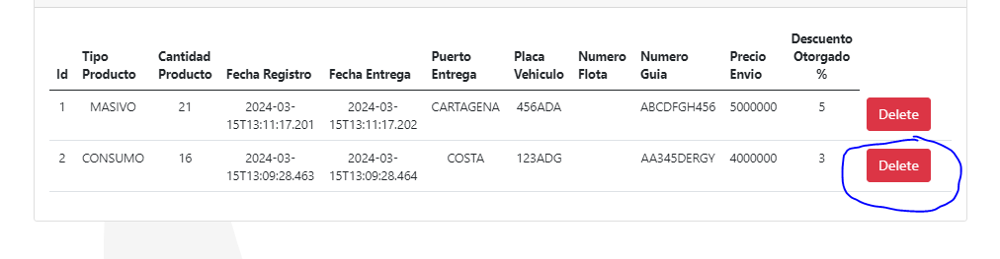 Id Tipo Producto Cantidad Producto Fecha Registro Fecha Entrega Puerto Entrega Placa Vehiculo Numero Flota Numero Guia Precio Envio Descuento Otorgado %
1 MASIVO 21 2024-03-15T13:11:17.201 2024-03-15T13:11:17.202 CARTAGENA 456ADA ABCDFGH456 5000000 5 Delete
2 CONSUMO 16 2024-03-15T13:09:28.463 2024-03-15T13:09:28.464 COSTA 123ADG AA345DERGY 4000000 3 Delete